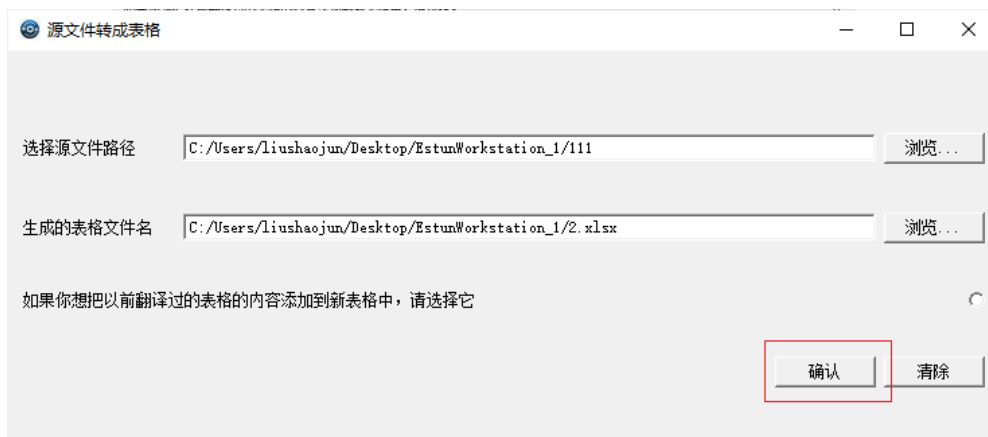 源文件转成表格
选择源文件路径 C:/Users/liushaojun/Desktop/EstunWorkstation_1/111 浏览...
生成的表格文件名 C:/Users/liushaojun/Desktop/EstunWorkstation_1/2.xlsx 浏览...
如果你想把以前翻译过的表格的内容添加到新表格中，请选择它
确认 清除